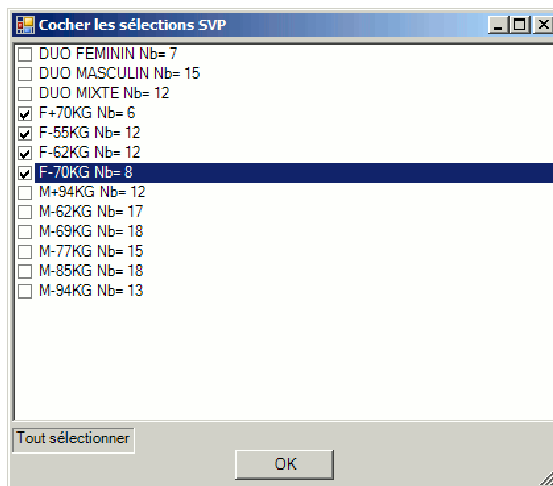 Cocher les sélections SVP
DUO FEMININ Nb= 7
DUO MASCULIN Nb= 15
DUO MIXTE Nb= 12
F+70KG Nb= 6
F-55KG Nb= 12
F-62KG Nb= 12
F-70KG Nb= 8
M+94KG Nb= 12
M-62KG Nb= 17
M-69KG Nb= 18
M-77KG Nb= 15
M-85KG Nb= 18
M-94KG Nb= 13
Tout sélectionner
OK